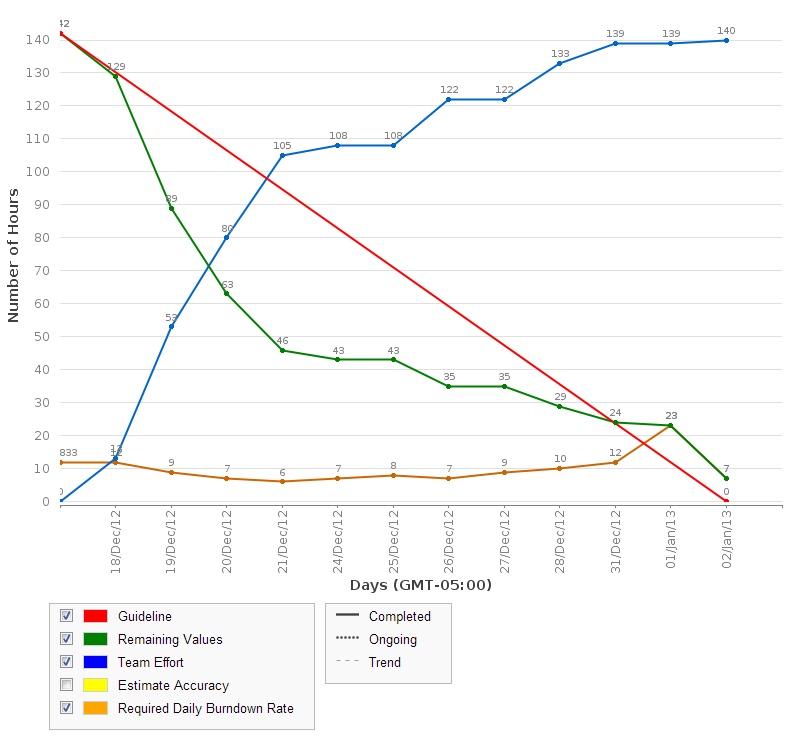 42
140
139
139
140
130
129
133
120
122
122
110
105
108
108
100
90
89
80
80
70
63
60
50
53
46
43
43
40
35
35
30
29
24
23
20
13
12
12
10
833
9
7
6
7
8
7
9
10
7
0
0
0
Number of Hours
18/Dec/12
19/Dec/12
20/Dec/12
21/Dec/12
24/Dec/12
25/Dec/12
26/Dec/12
27/Dec/12
28/Dec/12
31/Dec/12
01/Jan/13
02/Jan/13
Days (GMT-05:00)
Guideline
Remaining Values
Team Effort
Estimate Accuracy
Required Daily Burndown Rate
Completed
Ongoing
Trend